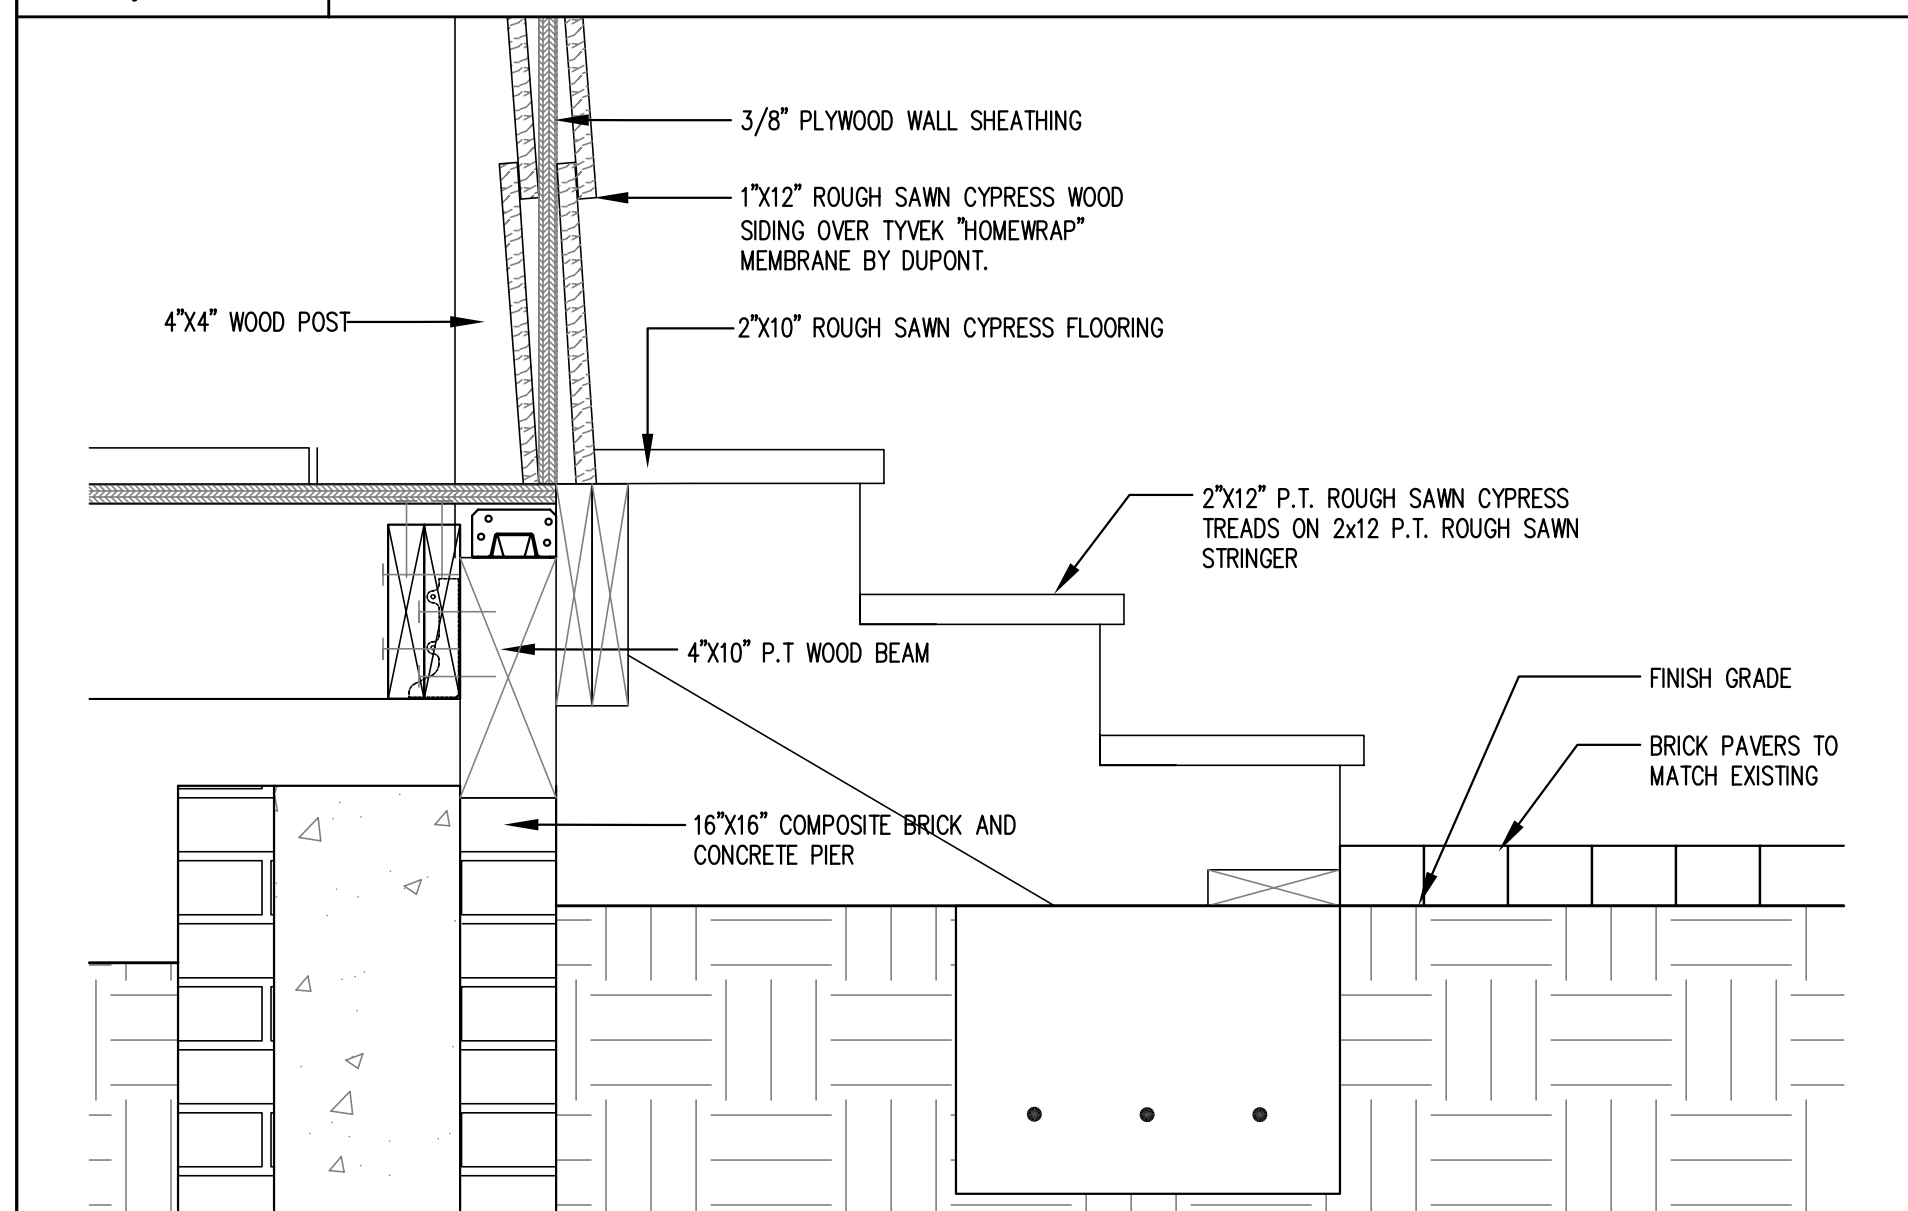 3/8” PLYWOOD WALL SHEATHING
1”X12” ROUGH SAWN CYPRESS WOOD
SIDING OVER TYVEK "HOMEWRAP”
MEMBRANE BY DUPONT.
4”X4” WOOD POST
2”X10” ROUGH SAWN CYPRESS FLOORING
2”X12” P.T. ROUGH SAWN CYPRESS
TREADS ON 2x12 P.T. ROUGH SAWN
STRINGER
4”X10” P.T WOOD BEAM
FINISH GRADE
BRICK PAVERS TO
MATCH EXISTING
16”X16” COMPOSITE BRICK AND
CONCRETE PIER